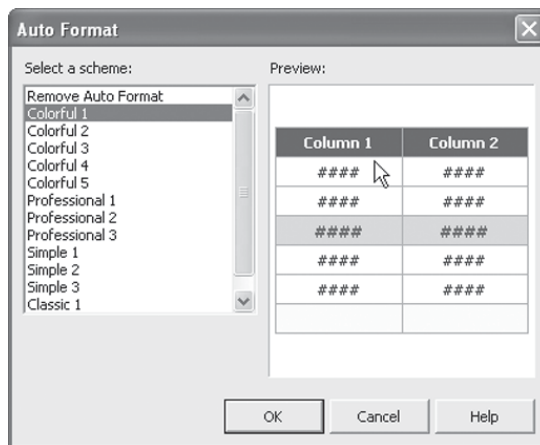 Auto Format
Select a scheme:
Preview:
Remove Auto Format
Colorful 1
Colorful 2
Colorful 3
Colorful 4
Colorful 5
Professional 1
Professional 2
Professional 3
Simple 1
Simple 2
Simple 3
Classic 1
Column 1 Column 2
#### ####
#### ####
#### ####
#### ####
#### ####
OK Cancel Help